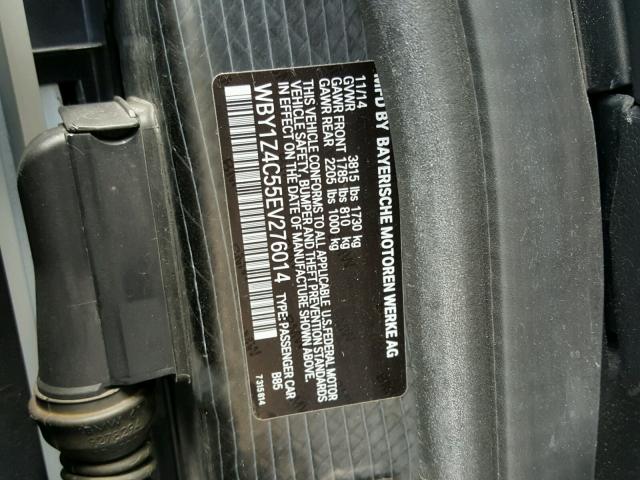 MFD BY BAYERISCHE MOTOREN WERKE AG
11/14
GVWR 3815 lbs 1730 kg
GAWR FRONT 1785 lbs 810 kg
GAWR REAR 2205 lbs 1000 kg
THIS VEHICLE CONFORMS TO ALL APPLICABLE U.S. FEDERAL MOTOR
VEHICLE SAFETY, BUMPER AND THEFT PREVENTION STANDARDS
IN EFFECT ON THE DATE OF MANUFACTURE SHOWN ABOVE.
WBY1Z4C55EV276014 TYPE: PASSENGER CAR
B85
7 315 614